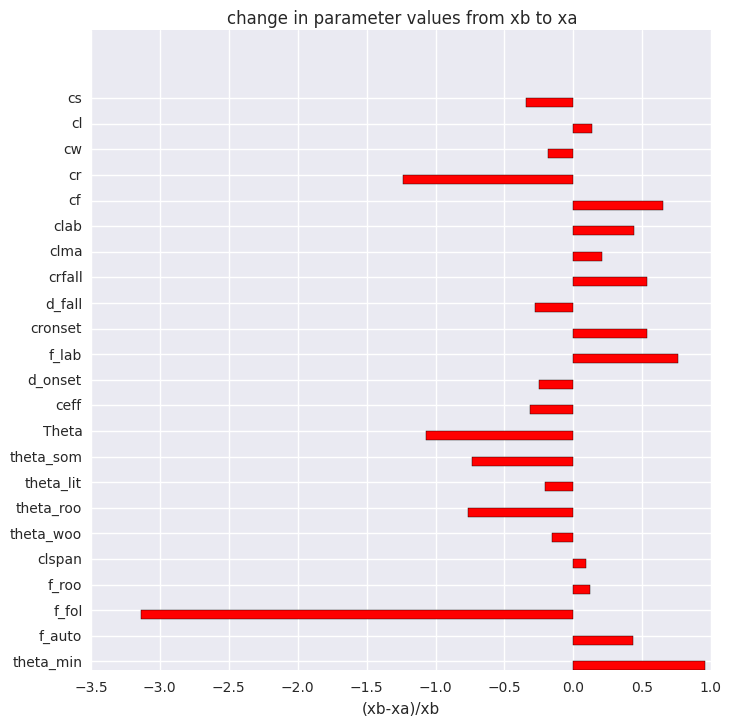 change in parameter values from xb to xa
cs
cl
cw
cr
cf
clab
clma
crfall
d_fall
cronset
f_lab
d_onset
ceff
Theta
theta_som
theta_lit
theta_roo
theta_woo
clspan
f_roo
f_fol
f_auto
theta_min
−3.5 −3.0 −2.5 −2.0 −1.5 −1.0 −0.5 0.0 0.5 1.0
(xb-xa)/xb